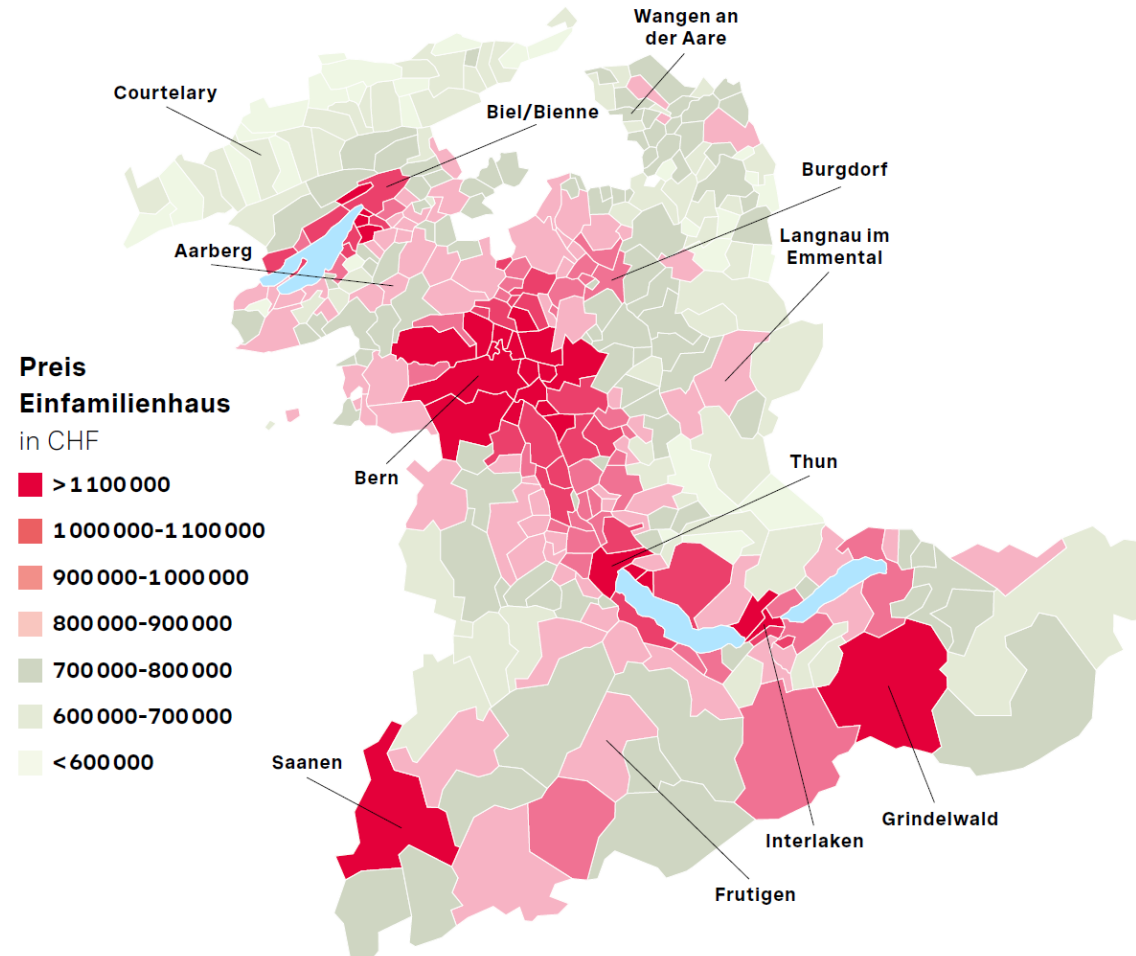 Wangen an
der Aare
Courtelary
Biel/Bienne
Burgdorf
Langnau im
Emmental
Aarberg
Preis
Einfamilienhaus
in CHF
>1 100 000
1 000 000-1 100 000
900 000-1 000 000
800 000-900 000
700 000-800 000
600 000-700 000
<600 000
Bern
Thun
Saanen
Interlaken
Grindelwald
Frutigen